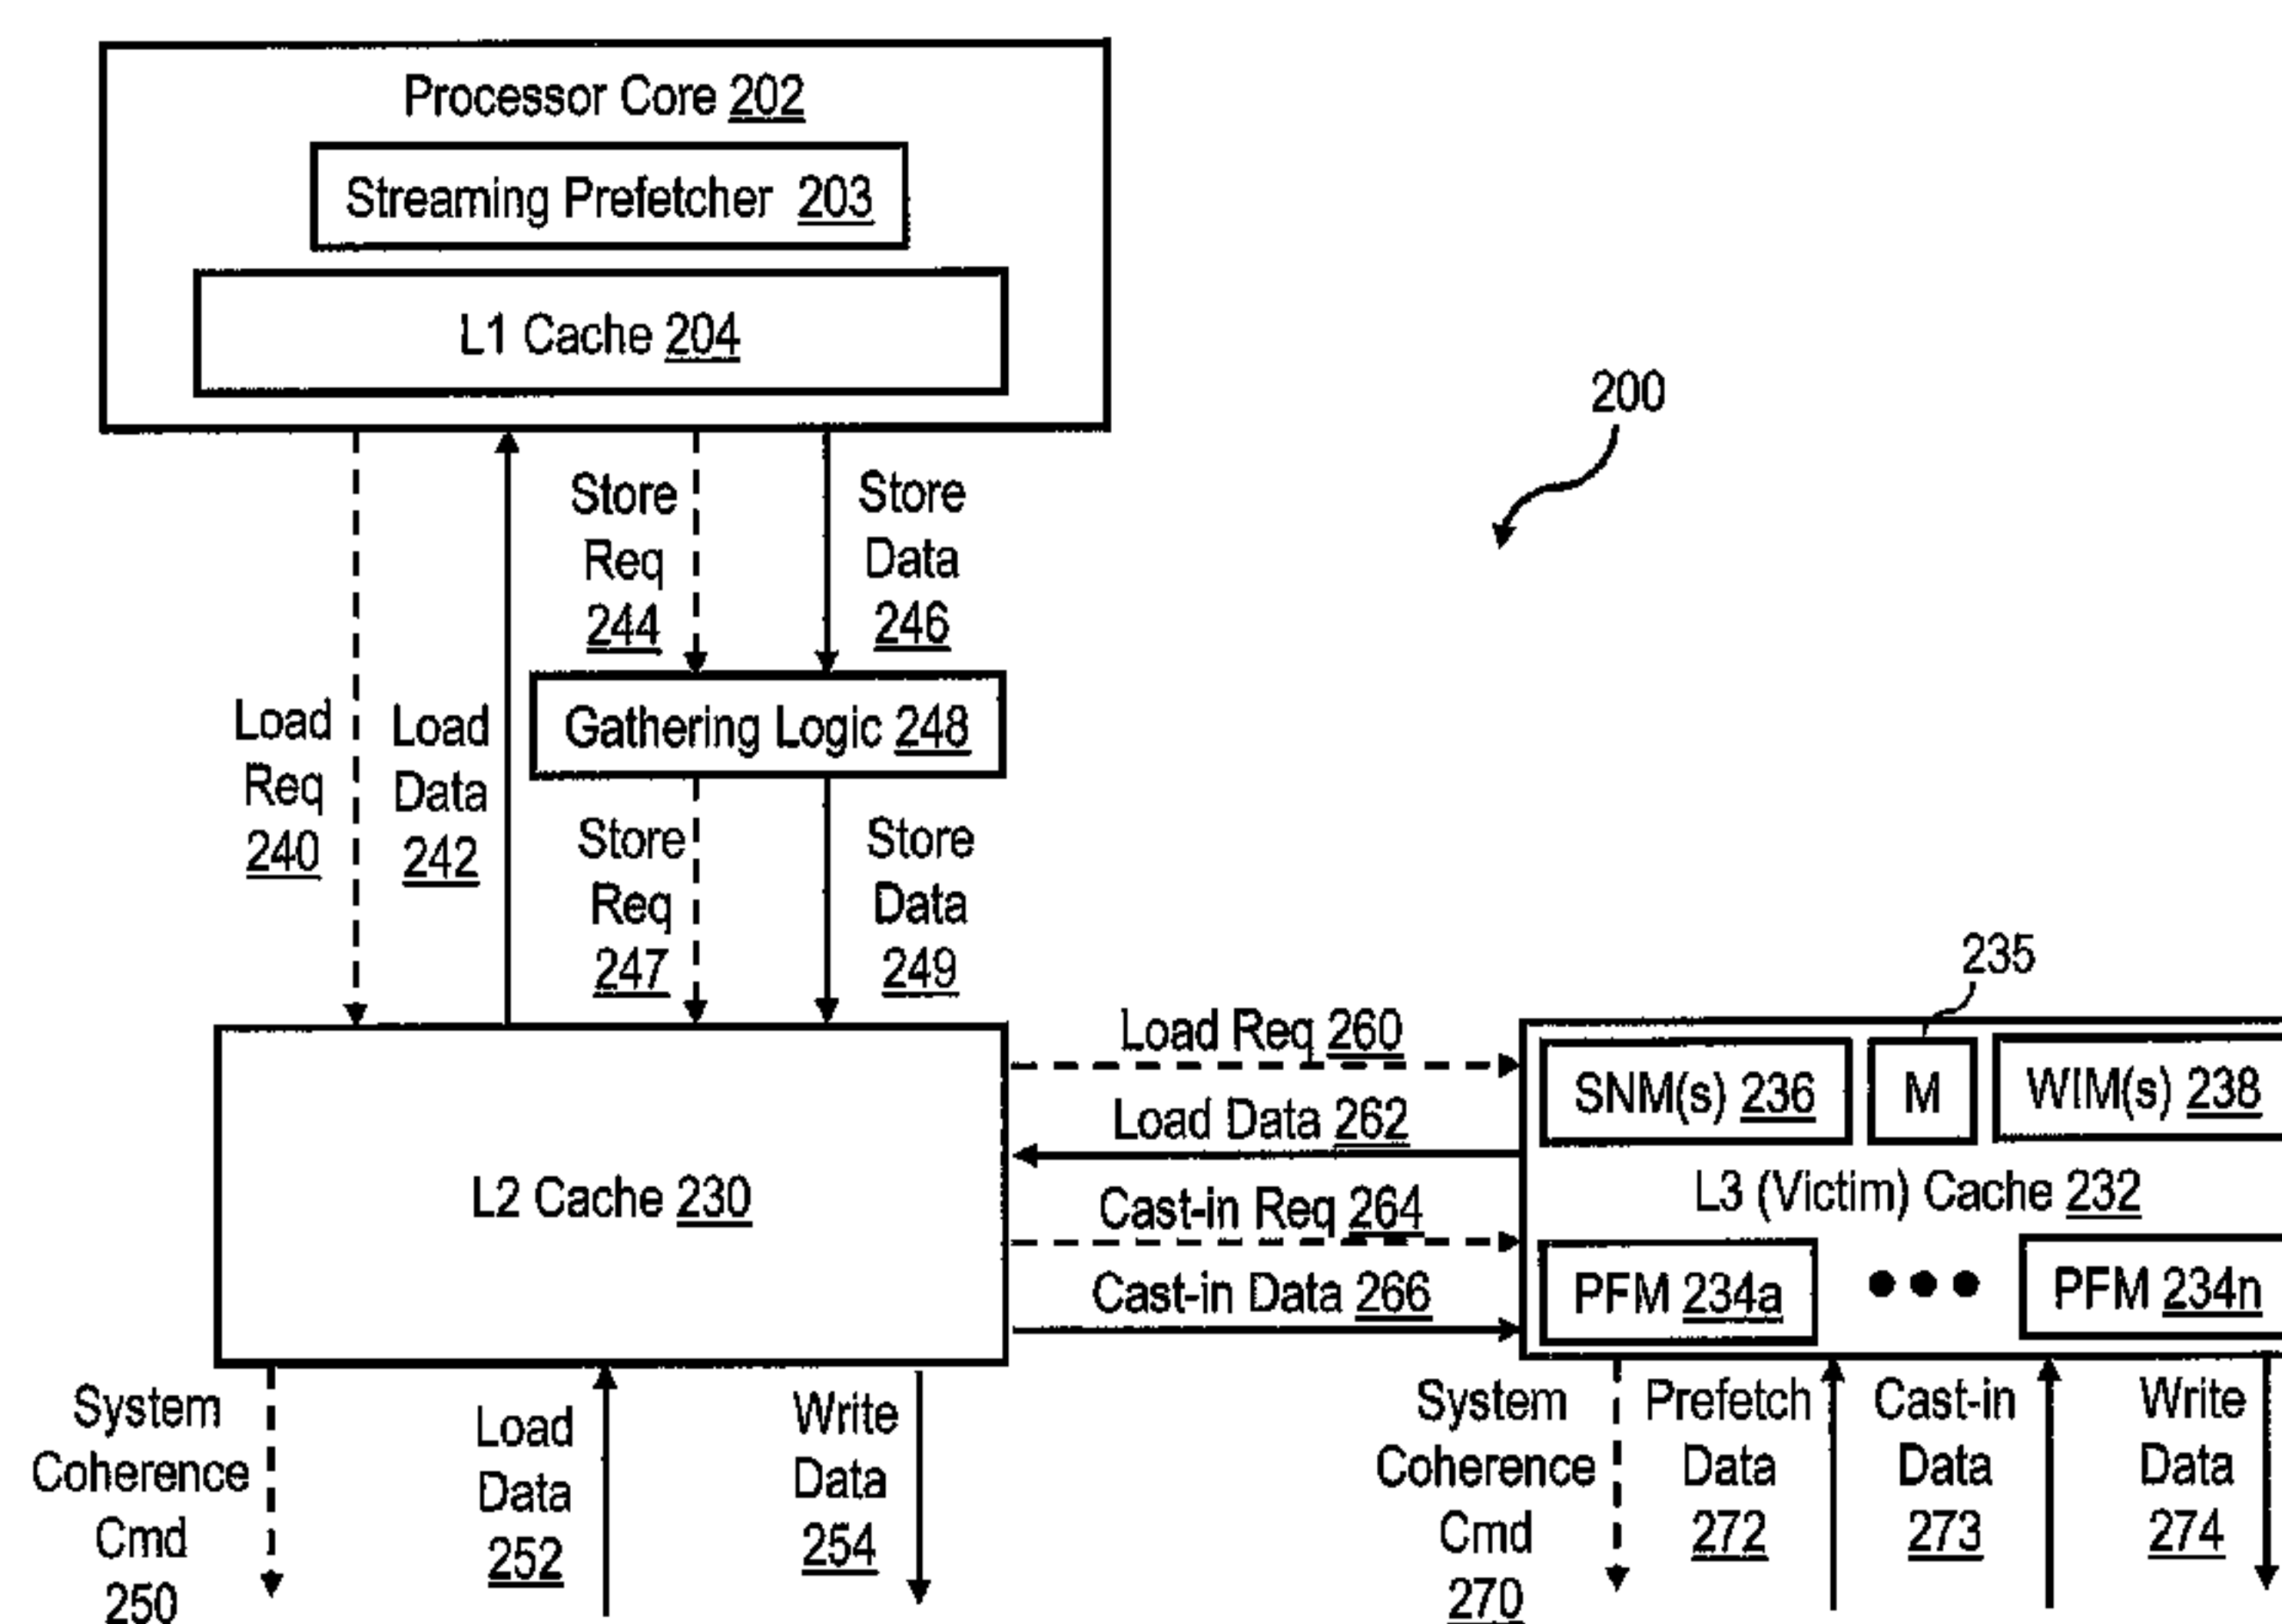 Processor Core 202
Streaming Prefetcher 203
L1 Cache 204
200
Store
Req
244
Store
Data
246
Load
Req
240
Load
Data
242
Gathering Logic 248
Store
Req
247
Store
Data
249
235
Load Req 260
Load Data 262
Cast-in Req 264
Cast-in Data 266
L2 Cache 230
SNM(s) 236
M
WIM(s) 238
L3 (Victim) Cache 232
PFM 234a
PFM 234n
System
Coherence
Cmd
250
Load
Data
252
Write
Data
254
System
Coherence
Cmd
270
Prefetch
Data
272
Cast-in
Data
273
Write
Data
274